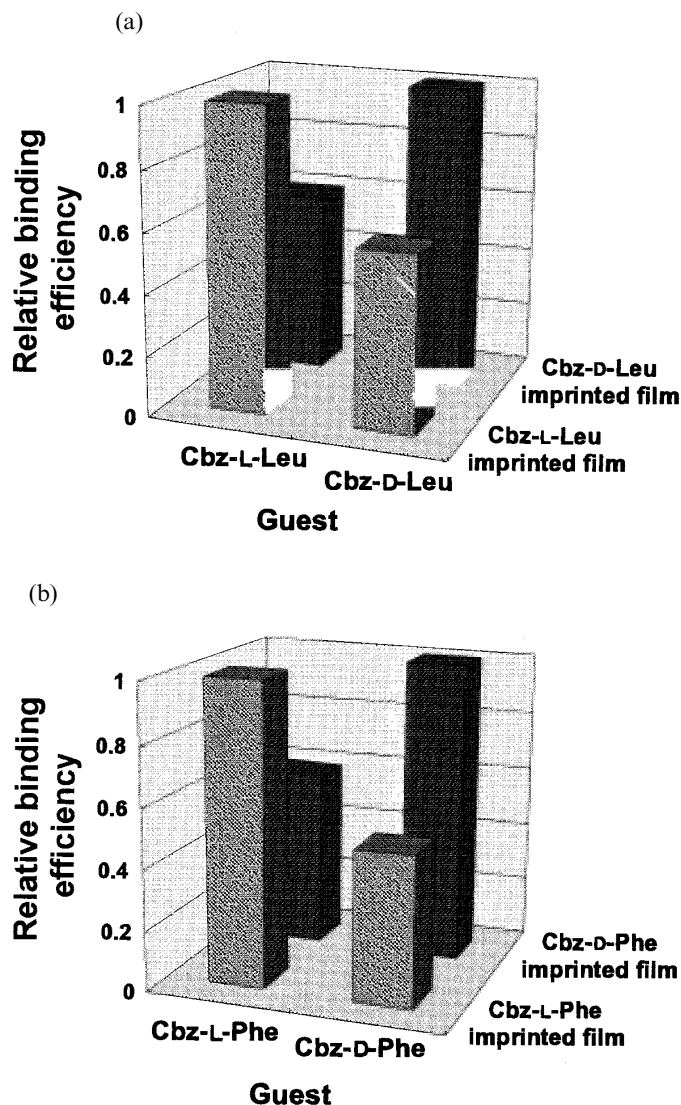 (a)
Relative binding
efficiency
1
0.8
0.6
0.4
0.2
0
Cbz-L-Leu
Cbz-D-Leu
Guest
Cbz-D-Leu
imprinted film
Cbz-L-Leu
imprinted film
(b)
Relative binding
efficiency
1
0.8
0.6
0.4
0.2
0
Cbz-L-Phe
Cbz-D-Phe
Guest
Cbz-D-Phe
imprinted film
Cbz-L-Phe
imprinted film